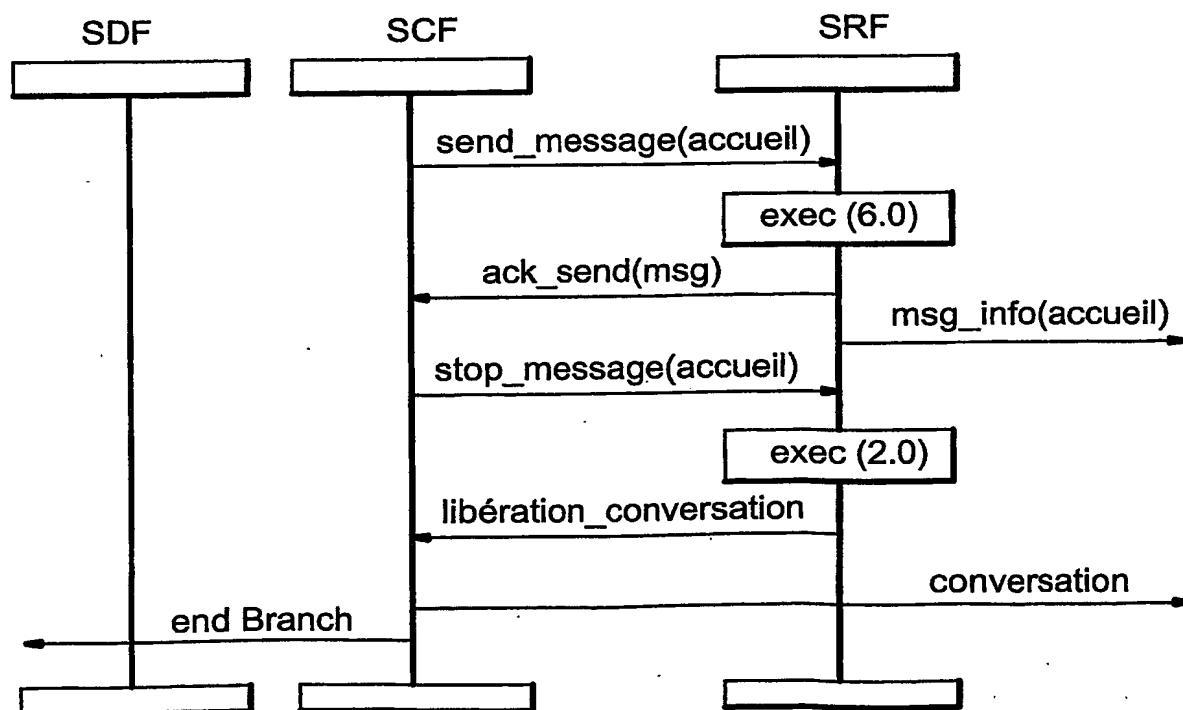 SDF
SCF
SRF
send_message(accueil)
exec (6.0)
ack_send(msg)
msg_info(accueil)
stop_message(accueil)
exec (2.0)
libération_conversation
conversation
end Branch